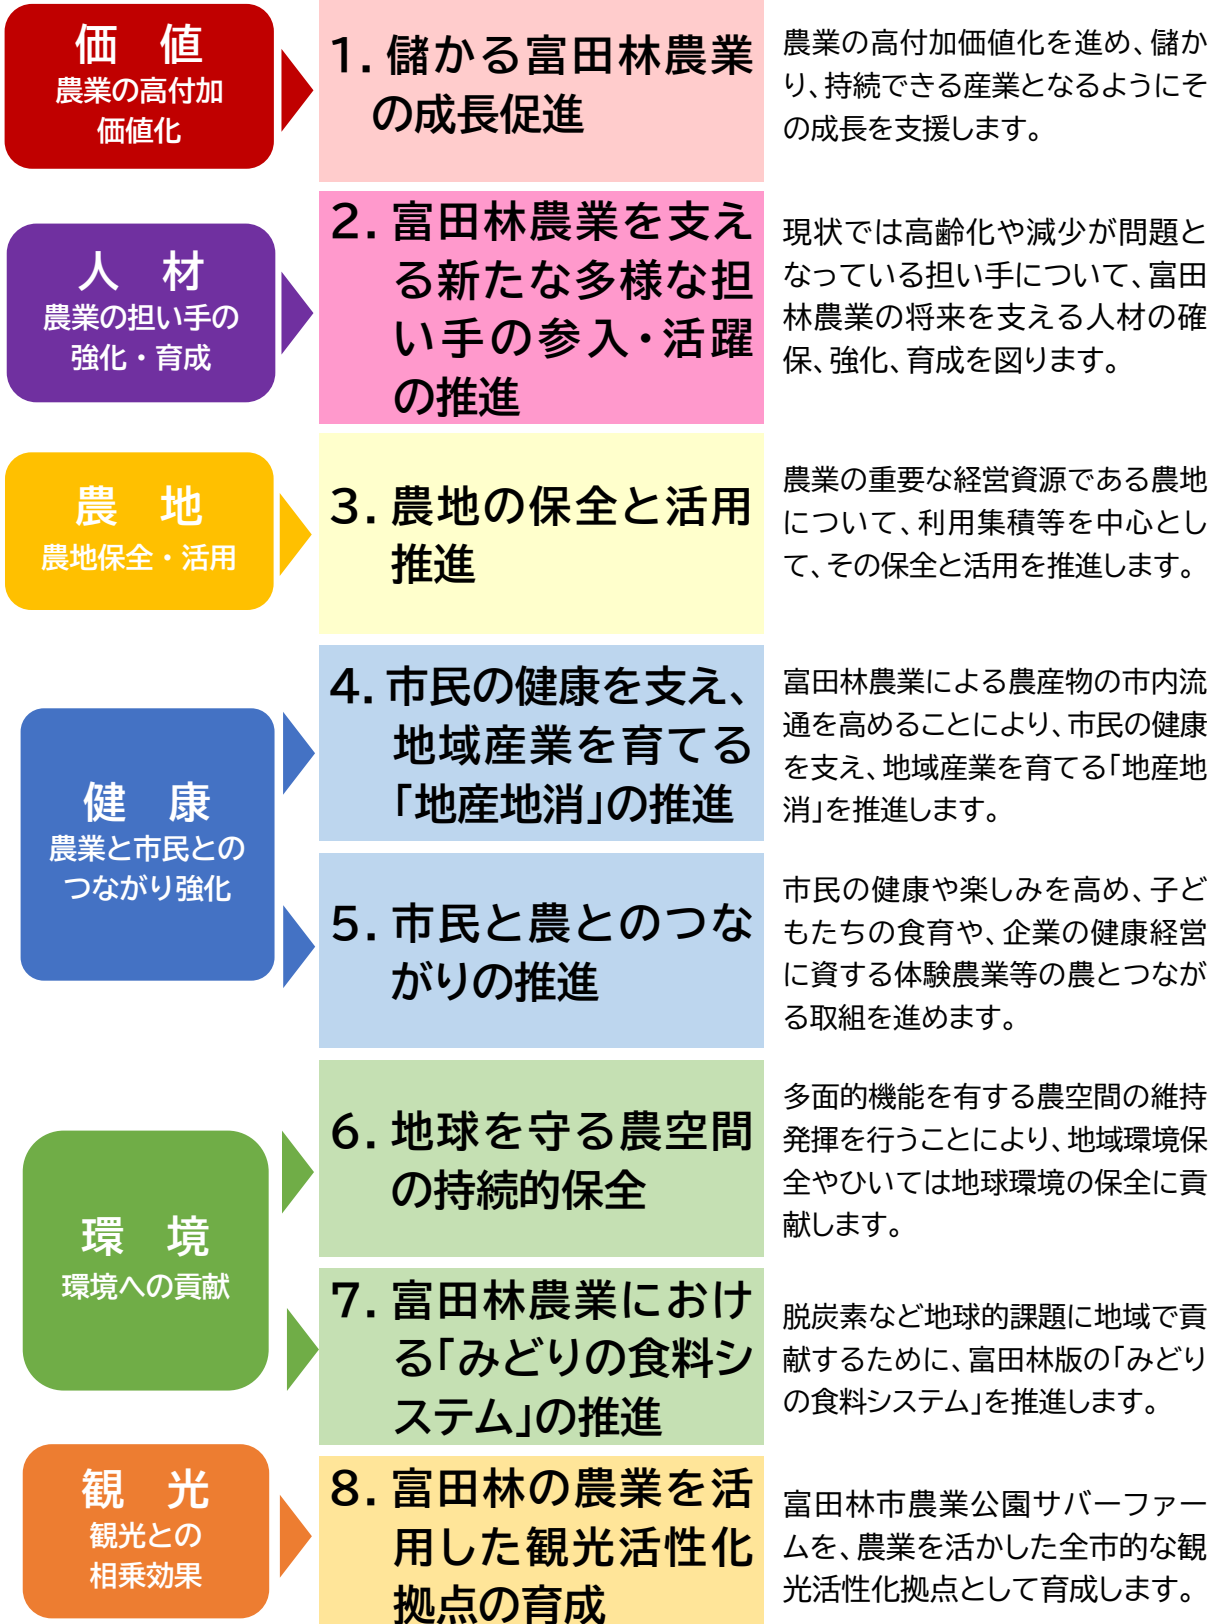 価　値
農業の高付加
価値化
1. 儲かる富田林農業
の成長促進
農業の高付加価値化を進め、儲か
り、持続できる産業となるようにそ
の成長を支援します。
人　材
農業の担い手の
強化・育成
2. 富田林農業を支え
る新たな多様な担
い手の参入・活躍
の推進
現状では高齢化や減少が問題と
なっている担い手について、富田
林農業の将来を支える人材の確
保、強化、育成を図ります。
農　地
農地保全・活用
3. 農地の保全と活用
推進
農業の重要な経営資源である農地
について、利用集積等を中心とし
て、その保全と活用を推進します。
健　康
農業と市民との
つながり強化
4. 市民の健康を支え、
地域産業を育てる
「地産地消」の推進
富田林農業による農産物の市内流
通を高めることにより、市民の健康
を支え、地域産業を育てる「地産地
消」を推進します。
5. 市民と農とのつな
がりの推進
市民の健康や楽しみを高め、子ど
もたちの食育や、企業の健康経営
に資する体験農業等の農とつなが
る取組を進めます。
環　境
環境への貢献
6. 地球を守る農空間
の持続的保全
多面的機能を有する農空間の維持
発揮を行うことにより、地域環境保
全やひいては地球環境の保全に貢
献します。
7. 富田林農業におけ
る「みどりの食料シ
ステム」の推進
脱炭素など地球的課題に地域で貢
献するために、富田林版の「みどり
の食料システム」を推進します。
観　光
観光との
相乗効果
8. 富田林の農業を活
用した観光活性化
拠点の育成
富田林市農業公園サバーファー
ムを、農業を活かした全市的な観
光活性化拠点として育成します。